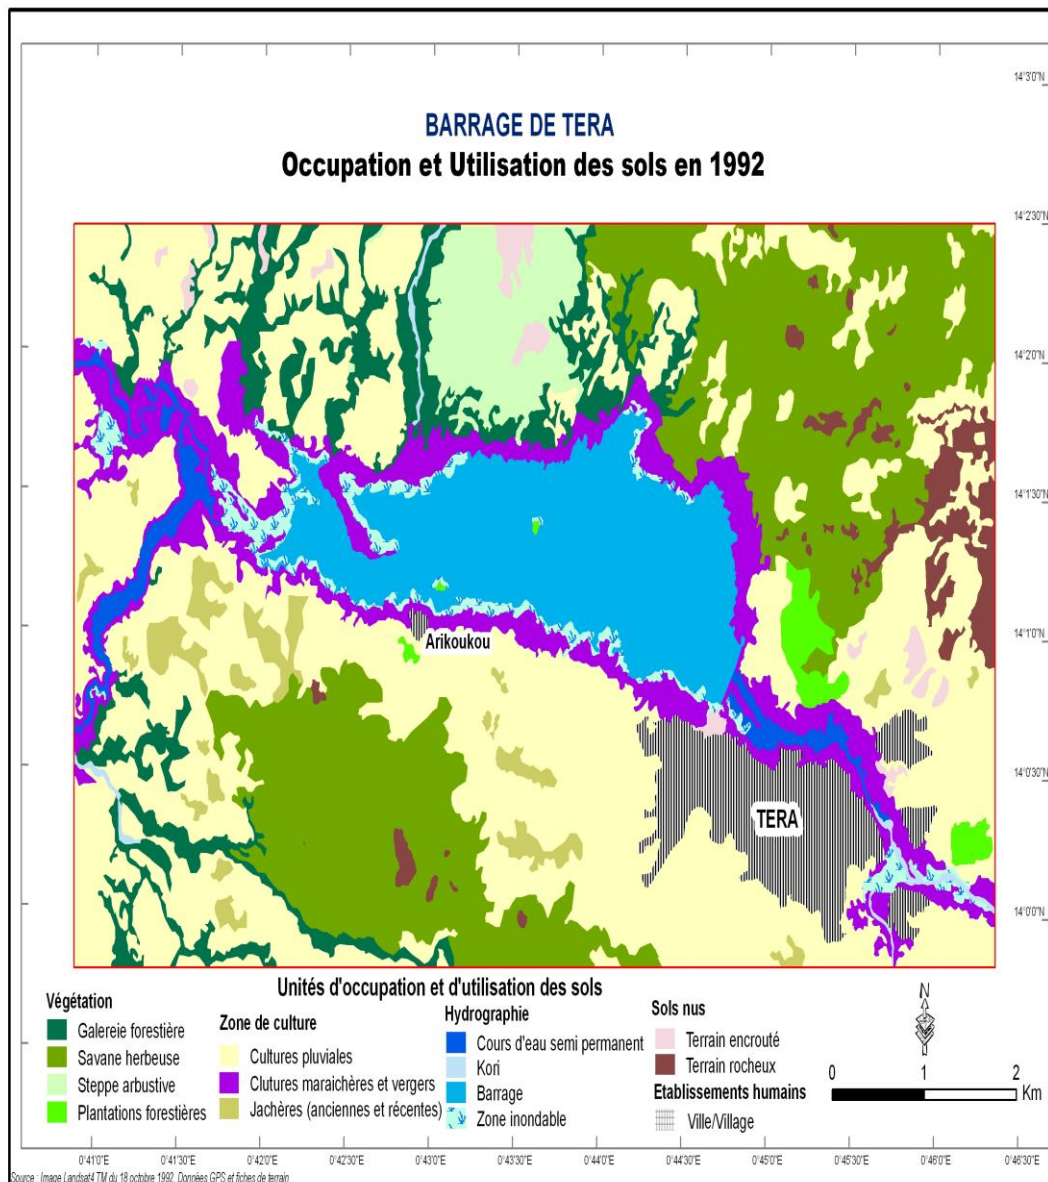 14°3'0"N
BARRAGE DE TERA
Occupation et Utilisation des sols en 1992
14°2'30"N
14°2'0"N
14°1'30"N
14°1'0"N
Arikoukou
14°0'30"N
TERA
14°0'0"N
Unités d'occupation et d'utilisation des sols
Végétation
Galereie forestière
Savane herbeuse
Steppe arbustive
Plantations forestières
Zone de culture
Cultures pluviales
Clutures maraichères et vergers
Jachères (anciennes et récentes)
Hydrographie
Cours d'eau semi permanent
Kori
Barrage
Zone inondable
Sols nus
Terrain encrouté
Terrain rocheux
Etablissements humains
Ville/Village
N
0 1 2
Km
0°41'0"E 0°41'30"E 0°42'0"E 0°42'30"E 0°43'0"E 0°43'30"E 0°44'0"E 0°44'30"E 0°45'0"E 0°45'30"E 0°46'0"E 0°46'30"E
Source : Image Landsat4 TM du 18 octobre 1992, Données GPS et fiches de terrain